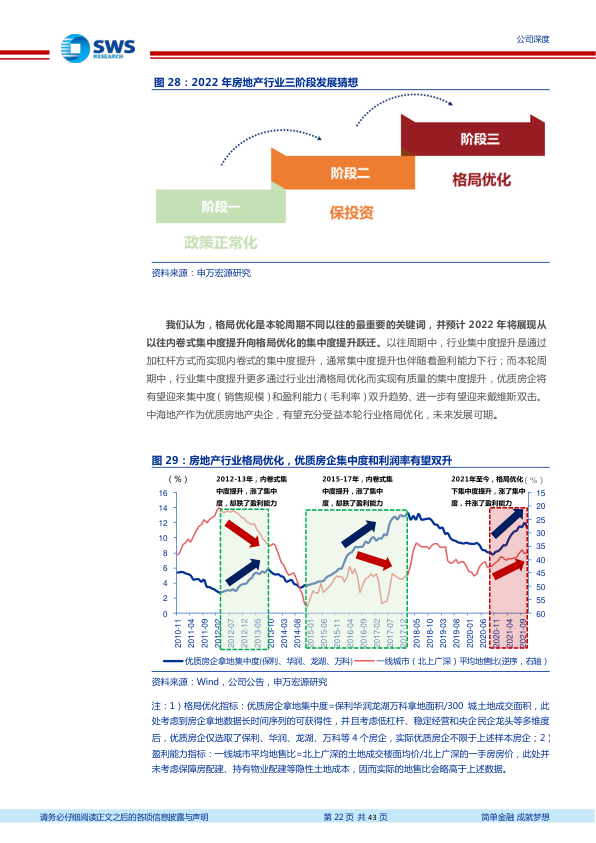 SWS
RESEARCH
公司深度
图 28：2022 年房地产行业三阶段发展猜想
阶段三
阶段二
格局优化
阶段一
保投资
政策正常化
资料来源：申万宏源研究
我们认为，格局优化是本轮周期不同以往的最重要的关键词，并预计 2022 年将展现从
以往内卷式集中度提升向格局优化的集中度提升跃迁。以往周期中，行业集中度提升是通过
加杠杆方式而实现内卷式的集中度提升，通常集中度提升也伴随着盈利能力下行；而本轮周
期中，行业集中度提升更多通过行业出清格局优化而实现有质量的集中度提升，优质房企将
有望迎来集中度（销售规模）和盈利能力（毛利率）双升趋势、进一步有望迎来戴维斯双击。
中海地产作为优质房地产央企，有望充分受益本轮行业格局优化，未来发展可期。
图 29：房地产行业格局优化，优质房企集中度和利润率有望双升
（%） 2012-13年，内卷式集 2015-17年，内卷式集 2021年至今，格局优化 （%）
中度提升，涨了集中 中度提升，涨了集中 下集中度提升，涨了集中
度，却跌了盈利能力 度，却跌了盈利能力 度，并涨了盈利能力
16 15
14 20
12 25
10 30
8 35
6 40
4 45
2 50
0 55
60
2010-11 2011-04 2011-09 2012-02 2012-07 2012-12 2013-05 2013-10 2014-03 2014-08 2015-01 2015-06 2015-11 2016-04 2016-09 2017-02 2017-07 2017-12 2018-05 2018-10 2019-03 2019-08 2020-01 2020-06 2020-11 2021-04 2021-09
优质房企拿地集中度(保利、华润、龙湖、万科) 一线城市（北上广深）平均地售比(逆序，右轴）
资料来源：Wind，公司公告，申万宏源研究
注：1）格局优化指标：优质房企拿地集中度=保利华润龙湖万科拿地面积/300 城土地成交面积，此
处考虑到房企拿地数据长时间序列的可获得性，并且考虑低杠杆、稳定经营和央企民企龙头等多维度
后，优质房企仅选取了保利、华润、龙湖、万科等 4 个房企，实际优质房企不限于上述样本房企；2）
盈利能力指标：一线城市平均地售比=北上广深的土地成交楼面均价/北上广深的一手房房价，此处并
未考虑保障房配建、持有物业配建等隐性土地成本，因而实际的地售比会略高于上述数据。
请务必仔细阅读正文之后的各项信息披露与声明 第 22 页 共 43 页 简单金融 成就梦想